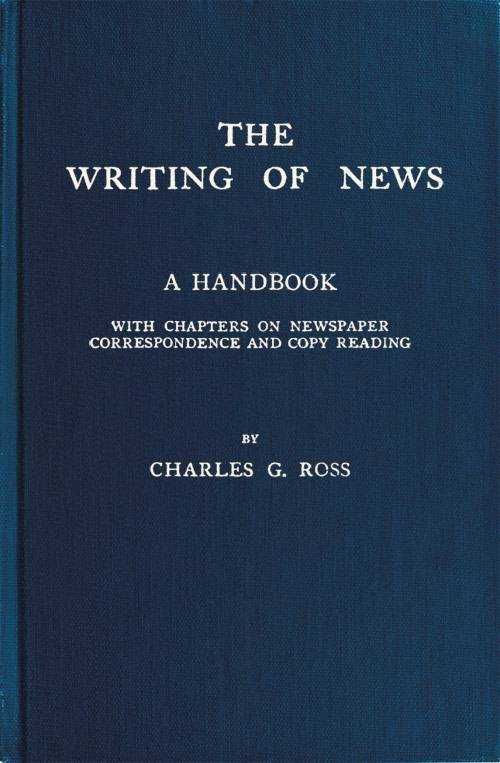 THE
WRITING OF NEWS
A HANDBOOK
WITH CHAPTERS ON NEWSPAPER
CORRESPONDENCE AND COPY READING
BY
CHARLES G. ROSS